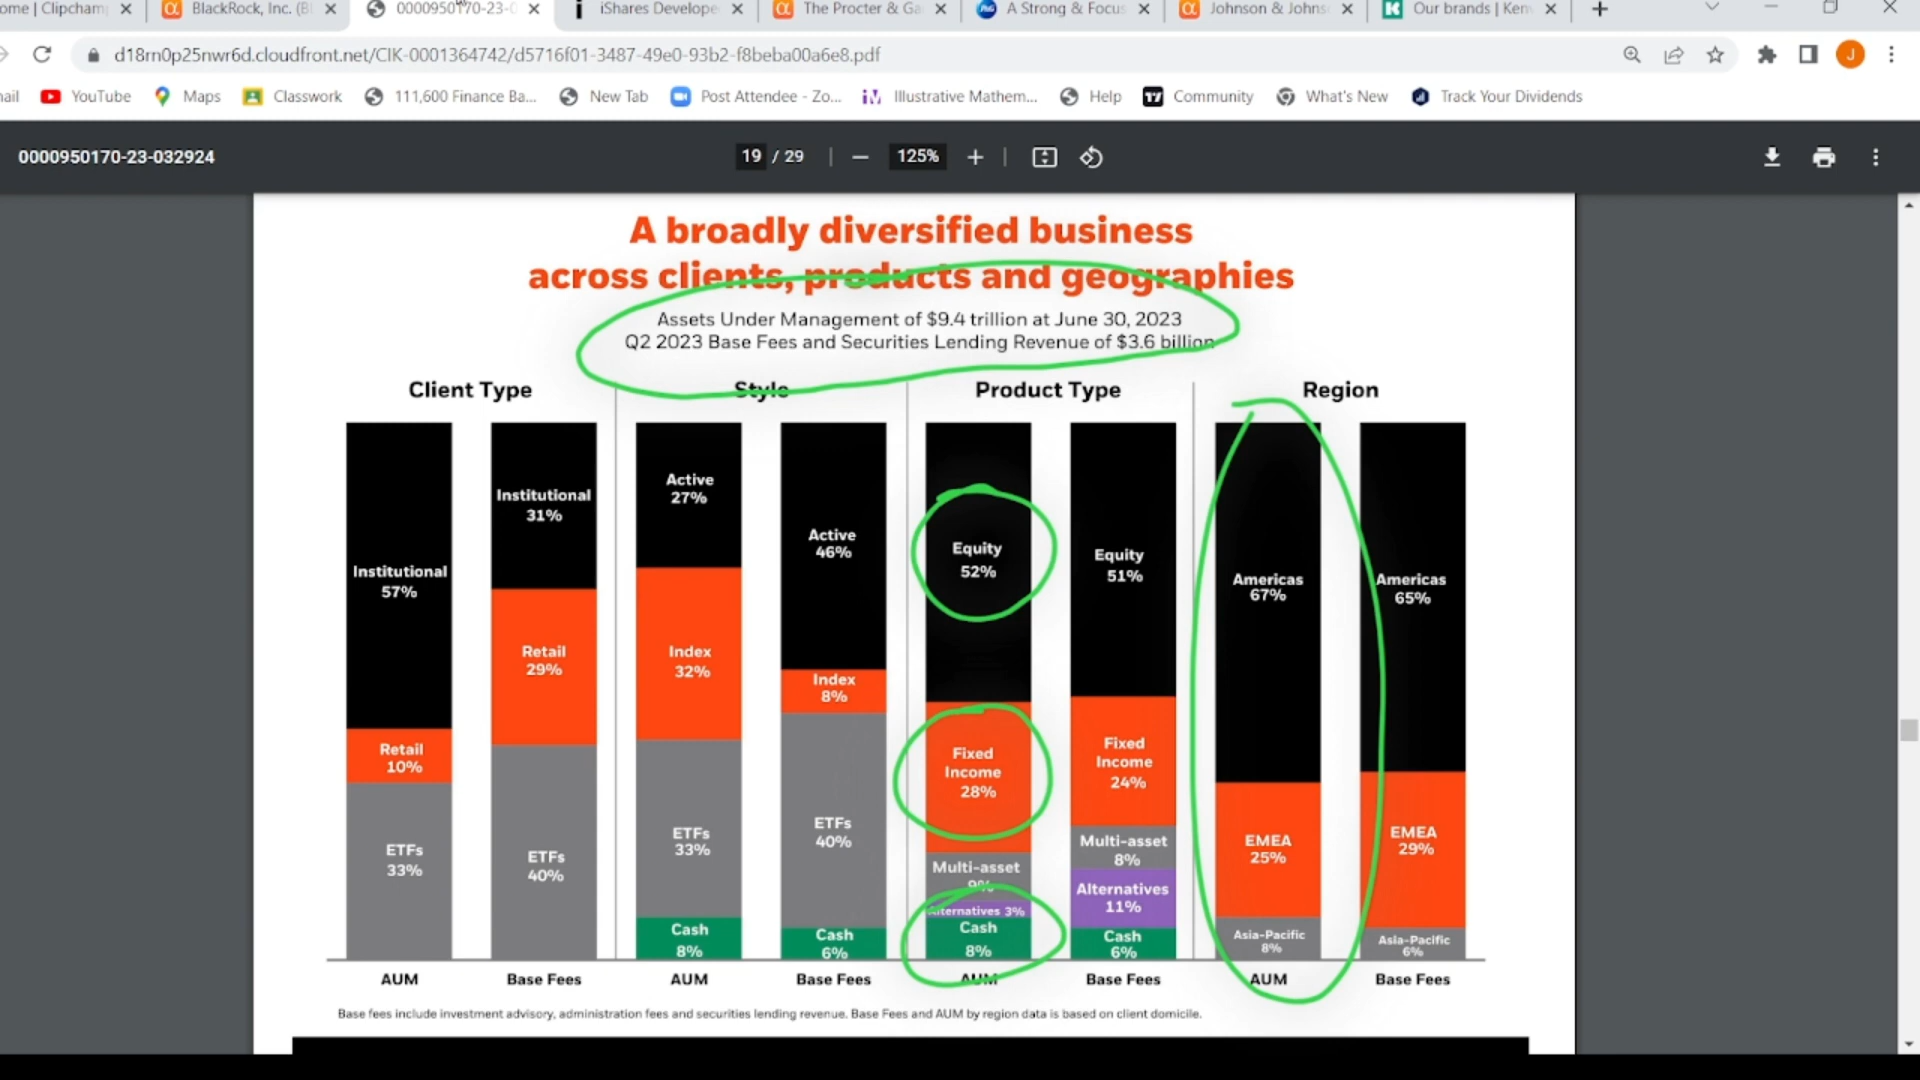 ome | Clipcham
BlackRock, Inc. (B
0000950170-23-0
iShares Develope
The Procter & Ga
A Strong & Focus
Johnson & Johns
Our brands | Ken
d18rn0p25nwr6d.cloudfront.net/CIK-0001364742/d5716f01-3487-49e0-93b2-f8beba00a6e8.pdf
J
ail
YouTube
Maps
Classwork
111,600 Finance Ba...
New Tab
Post Attendee - Zo...
Illustrative Mathem...
Help
Community
What's New
Track Your Dividends
0000950170-23-032924
19 / 29
125%
A broadly diversified business
across clients, products and geographies
Assets Under Management of $9.4 trillion at June 30, 2023
Q2 2023 Base Fees and Securities Lending Revenue of $3.6 billion
Client Type
Style
Product Type
Region
Institutional
57%
Retail
10%
ETFs
33%
AUM
Institutional
31%
Retail
29%
ETFs
40%
Base Fees
Active
27%
Index
32%
ETFs
33%
Cash
8%
AUM
Active
46%
Index
8%
ETFs
40%
Cash
6%
Base Fees
Equity
52%
Fixed
Income
28%
Multi-asset
9%
Alternatives 3%
Cash
8%
AUM
Equity
51%
Fixed
Income
24%
Multi-asset
8%
Alternatives
11%
Cash
6%
Base Fees
Americas
67%
EMEA
25%
Asia-Pacific
8%
AUM
Americas
65%
EMEA
29%
Asia-Pacific
6%
Base Fees
Base fees include investment advisory, administration fees and securities lending revenue. Base Fees and AUM by region data is based on client domicile.